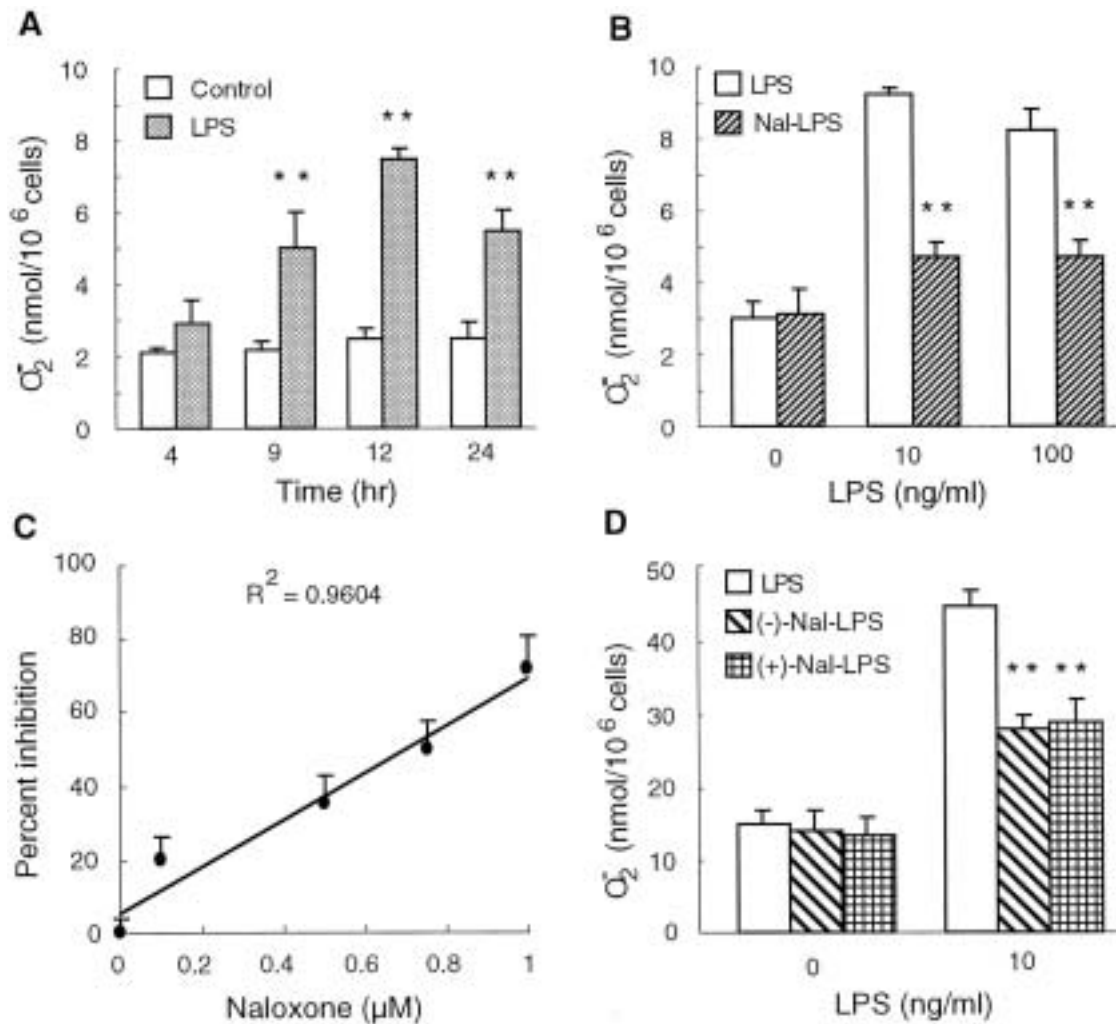 A
O2⁻ (nmol/10⁶ cells)
10
8
6
4
2
0
Control
LPS
* *
* *
* *
4 9 12 24
Time (hr)
B
O2⁻ (nmol/10⁶ cells)
10
8
6
4
2
0
LPS
Nal-LPS
* *
* *
0 10 100
LPS (ng/ml)
C
Percent inhibition
100
80
60
40
20
0
R² = 0.9604
0 0.2 0.4 0.6 0.8 1
Naloxone (µM)
D
O2⁻ (nmol/10⁶ cells)
50
40
30
20
10
0
LPS
(-)-Nal-LPS
(+)-Nal-LPS
* * * *
0 10
LPS (ng/ml)